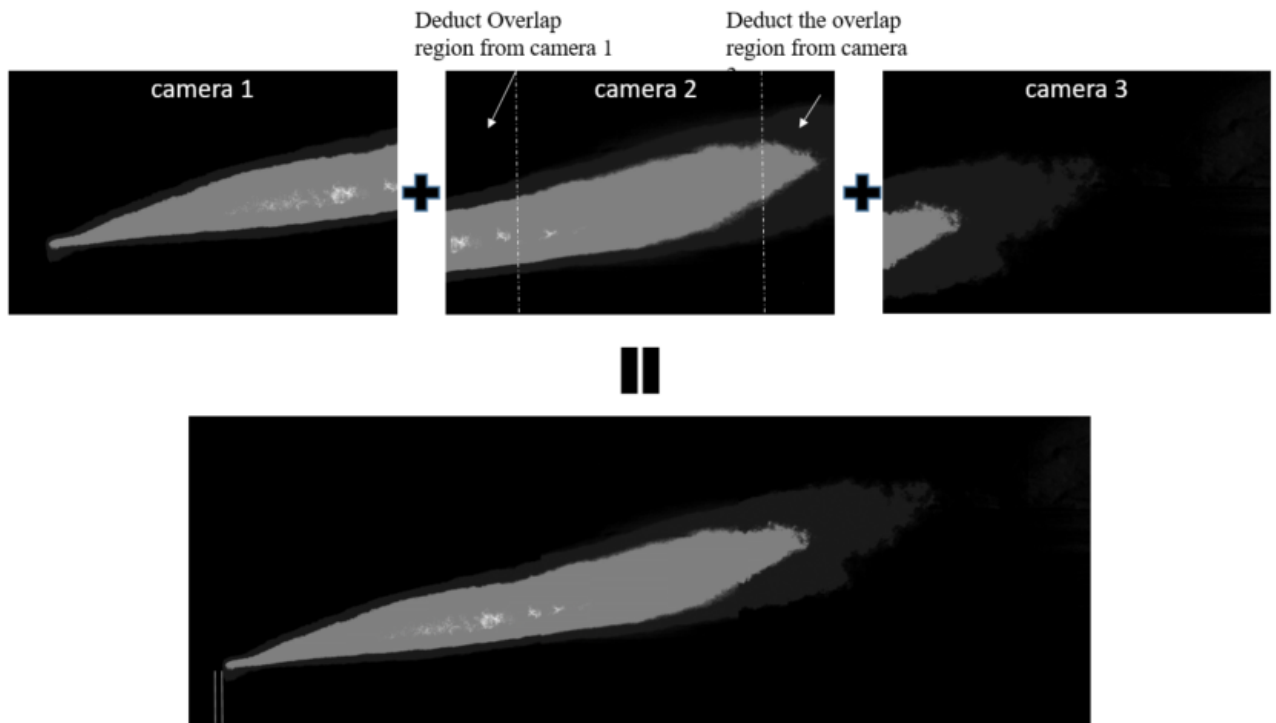 Deduct Overlap
region from camera 1
Deduct the overlap
region from camera
camera 1
camera 2
camera 3